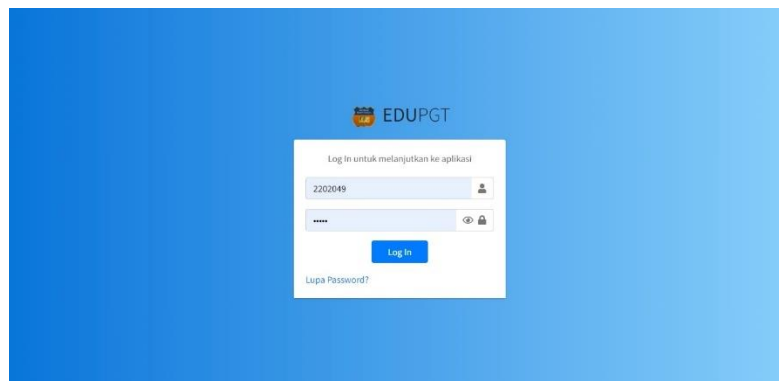 EDUPGT
Log In untuk melanjutkan ke aplikasi
2202049
•••••
Log In
Lupa Password?